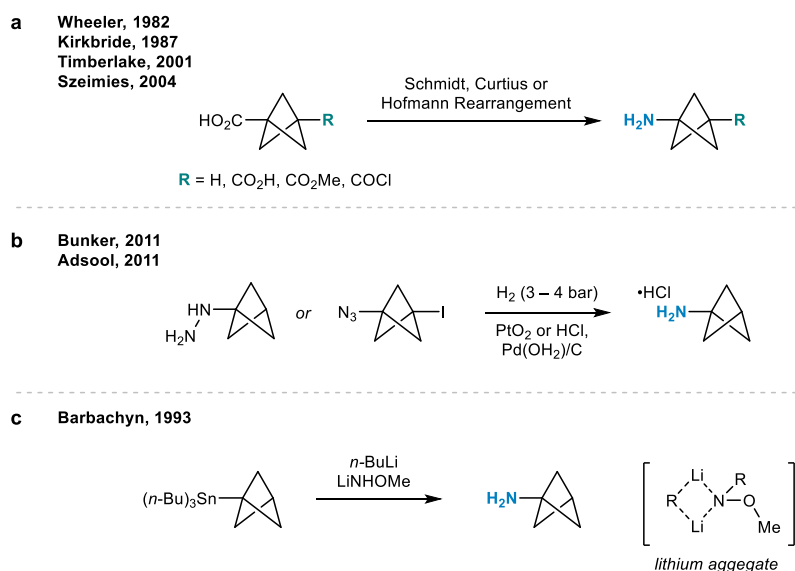 a
Wheeler, 1982
Kirkbride, 1987
Timberlake, 2001
Szeimies, 2004
HO2C
R
Schmidt, Curtius or
Hofmann Rearrangement
H2N
R
R = H, CO2H, CO2Me, COCl
b
Bunker, 2011
Adsool, 2011
HN
H2N
or
N3
I
H2 (3 – 4 bar)
PtO2 or HCl,
Pd(OH2)/C
•HCl
H2N
c
Barbachyn, 1993
(n-Bu)3Sn
n-BuLi
LiNHOMe
H2N
Li
R
R
N
O
Li
Me
lithium aggegate